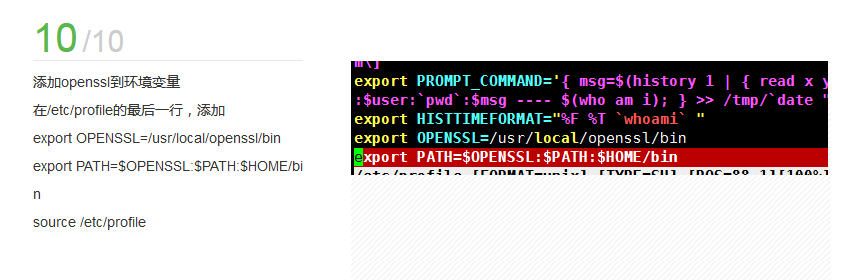 10/10
添加openssl到环境变量
在/etc/profile的最后一行，添加
export OPENSSL=/usr/local/openssl/bin
export PATH=$OPENSSL:$PATH:$HOME/bi
n
source /etc/profile
m\]
export PROMPT_COMMAND='{ msg=$(history 1 | { read x y
:$user:`pwd`:$msg ---- $(who am i); } >> /tmp/`date "
export HISTTIMEFORMAT="%F %T `whoami` "
export OPENSSL=/usr/local/openssl/bin
export PATH=$OPENSSL:$PATH:$HOME/bin
/etc/profile [FORMAT=unix] [TYPE=SH] [POS=88,1][100%]